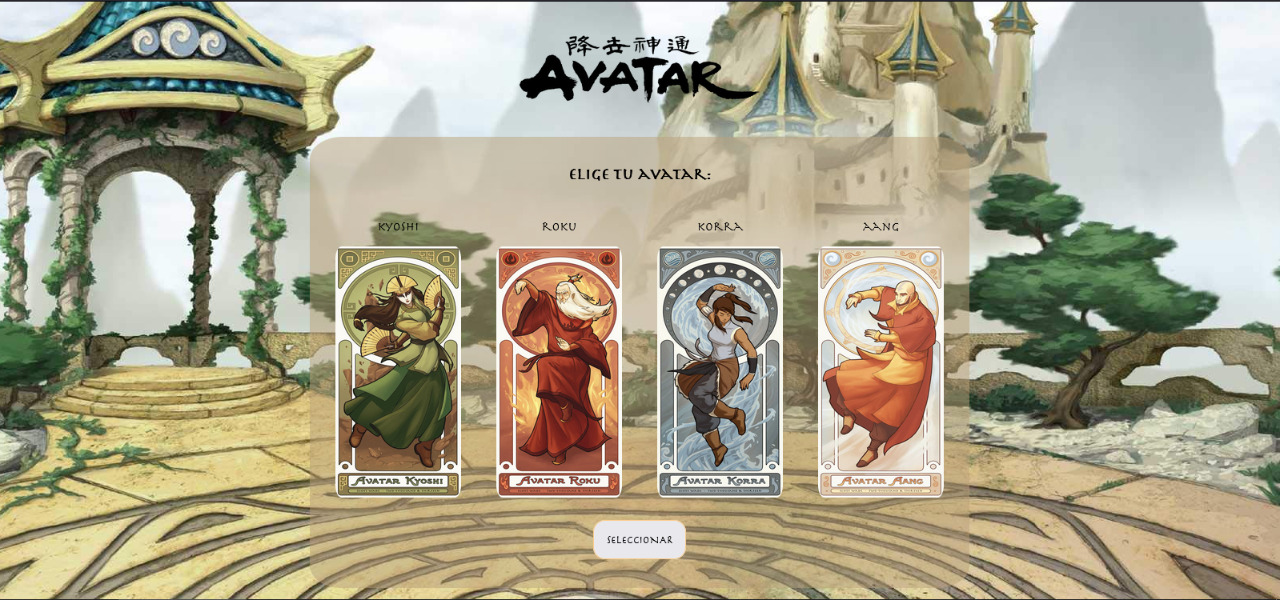 降去神通
AVATAR
ELIGE TU AVATAR:
KYOSHI
ROKU
KORRA
AANG
AVATAR KYOSHI
AVATAR ROKU
AVATAR KORRA
AVATAR AANG
SELECCIONAR